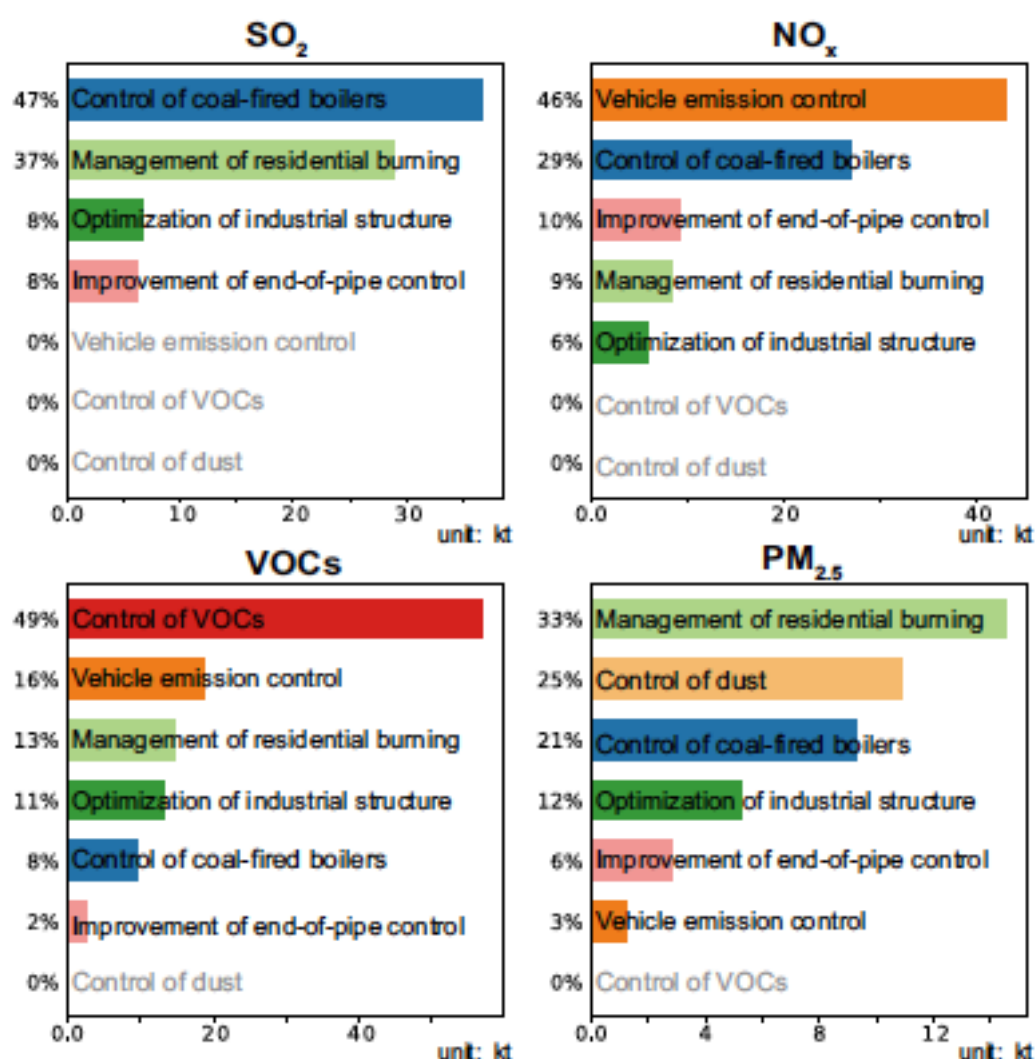 SO2
47% Control of coal-fired boilers
37% Management of residential burning
8% Optimization of industrial structure
8% Improvement of end-of-pipe control
0% Vehicle emission control
0% Control of VOCs
0% Control of dust
0.0 10 20 30
unit: kt
NOx
46% Vehicle emission control
29% Control of coal-fired boilers
10% Improvement of end-of-pipe control
9% Management of residential burning
6% Optimization of industrial structure
0% Control of VOCs
0% Control of dust
0.0 20 40
unit: kt
VOCs
49% Control of VOCs
16% Vehicle emission control
13% Management of residential burning
11% Optimization of industrial structure
8% Control of coal-fired boilers
2% Improvement of end-of-pipe control
0% Control of dust
0.0 20 40
unit: kt
PM2.5
33% Management of residential burning
25% Control of dust
21% Control of coal-fired boilers
12% Optimization of industrial structure
6% Improvement of end-of-pipe control
3% Vehicle emission control
0% Control of VOCs
0.0 4 8 12
unit: kt